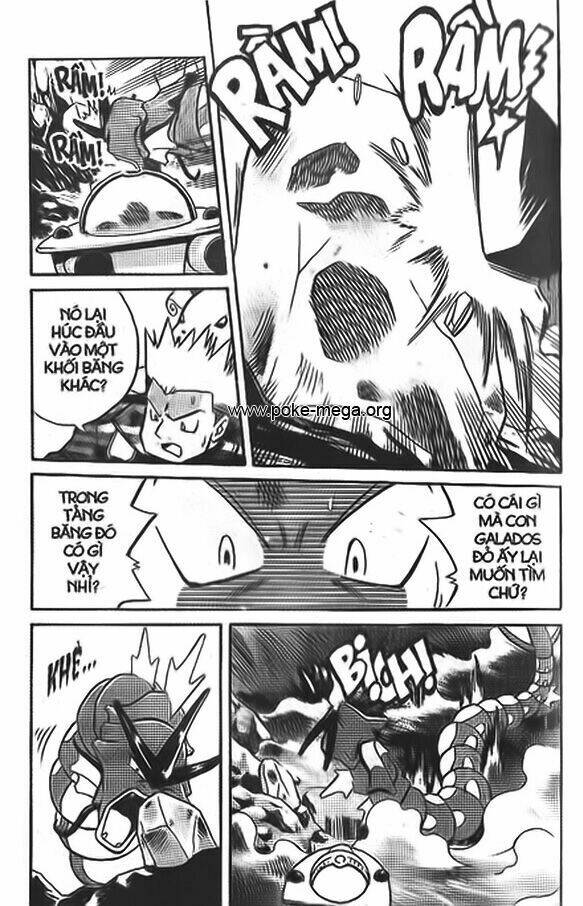 RẦM!
RẦM!
RẦM!
RẦM!
NÓ LẠI
HÚC ĐẦU
VÀO MỘT
KHỐI BĂNG
KHÁC?
www.poke-mega.org
TRONG
TẢNG
BĂNG ĐÓ
CÓ GÌ
VẬY
NHỈ?
CÓ CÁI GÌ
MÀ CON
GALADOS
ĐỎ ẤY LẠI
MUỐN TÌM
CHỨ?
KHÈ...
BỊCH!